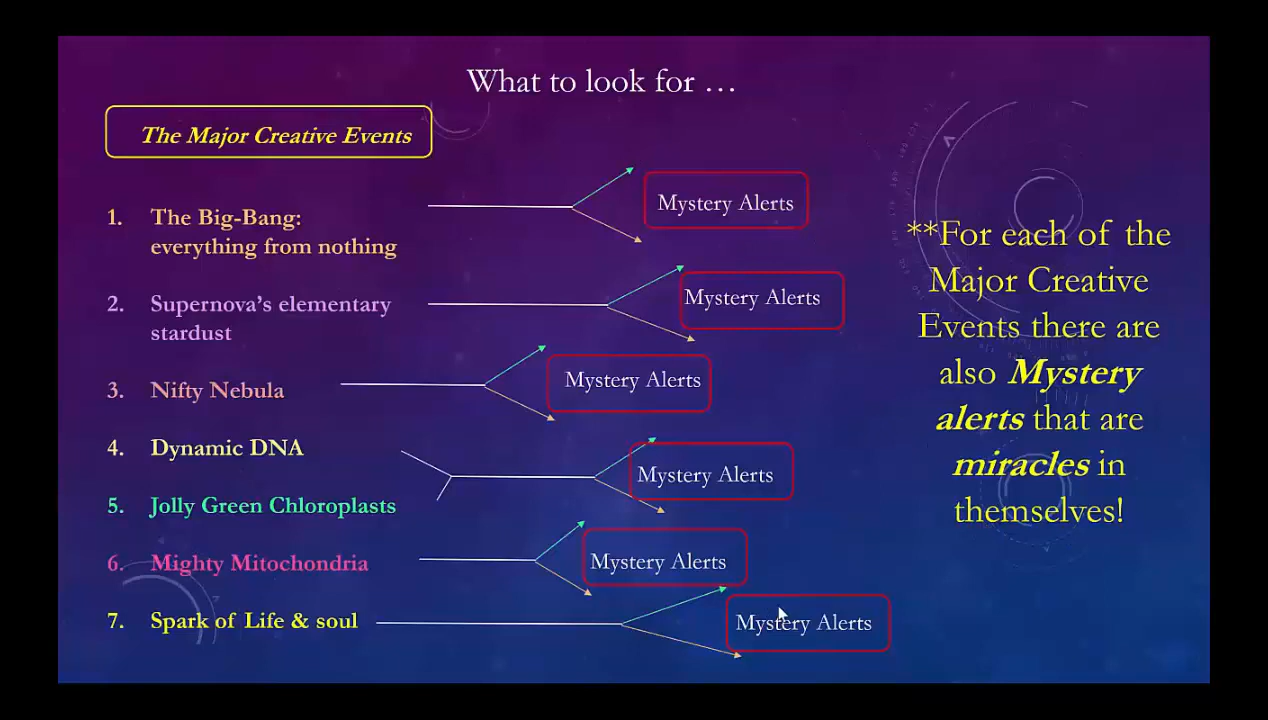 What to look for …
The Major Creative Events
1. The Big-Bang:
everything from nothing
Mystery Alerts
2. Supernova's elementary
stardust
Mystery Alerts
3. Nifty Nebula
Mystery Alerts
4. Dynamic DNA
5. Jolly Green Chloroplasts
Mystery Alerts
6. Mighty Mitochondria
Mystery Alerts
7. Spark of Life & soul
Mystery Alerts
**For each of the
Major Creative
Events there are
also Mystery
alerts that are
miracles in
themselves!